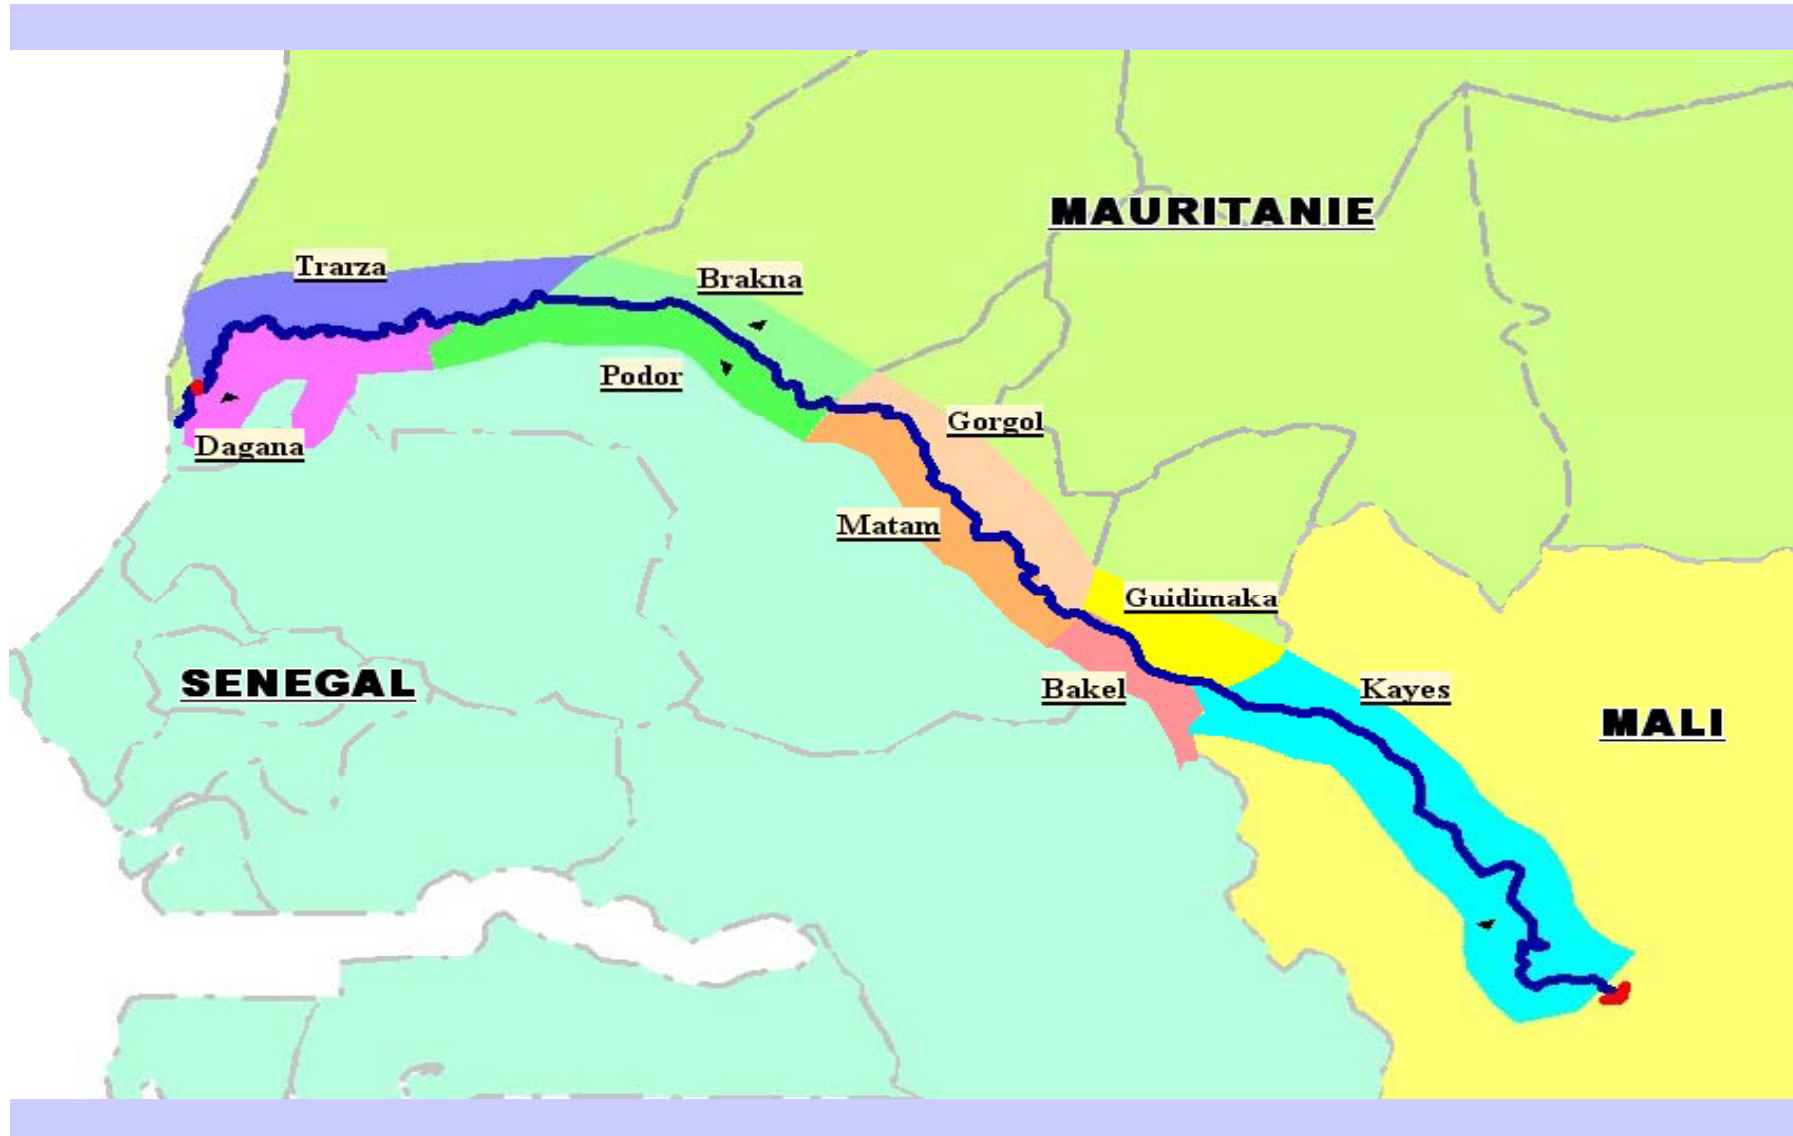 MAURITANIE
Trarza
Brakna
Podor
Gorgol
Dagana
Matam
Guidimaka
SENEGAL
Bakel
Kayes
MALI